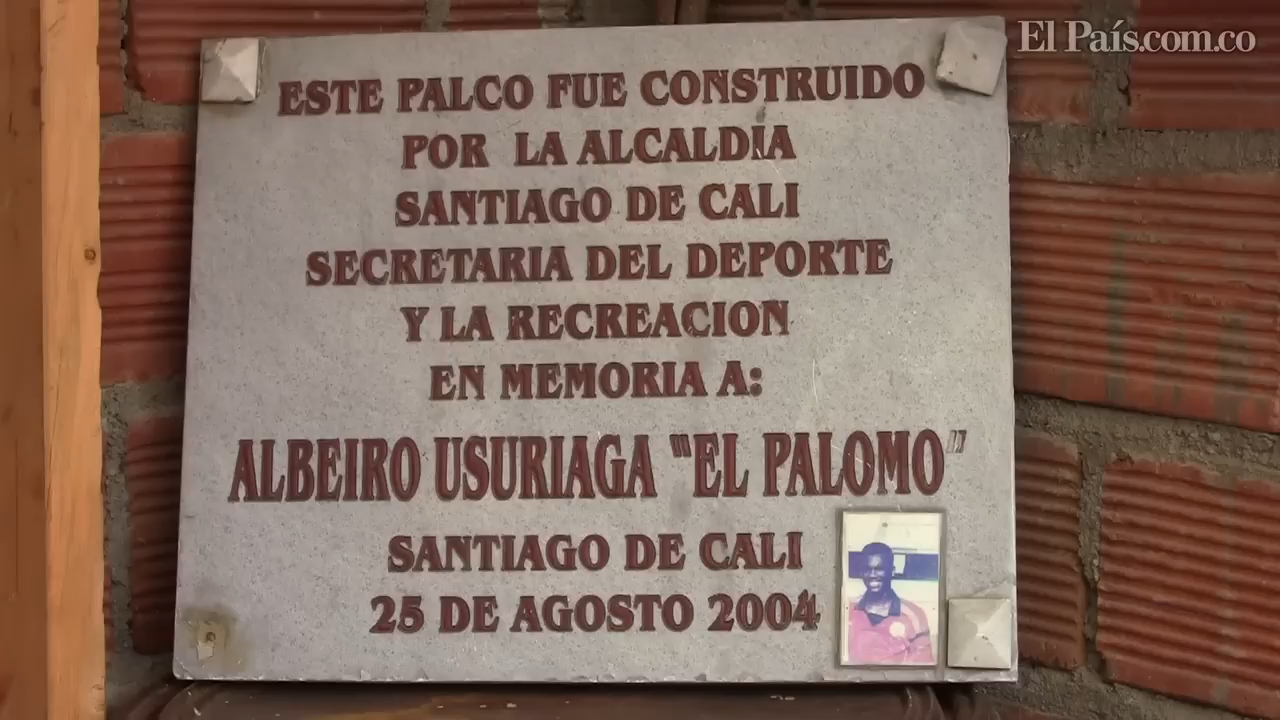 El País.com.co
ESTE PALCO FUE CONSTRUIDO
POR LA ALCALDÍA
SANTIAGO DE CALI
SECRETARIA DEL DEPORTE
Y LA RECREACION
EN MEMORIA A:
ALBEIRO USURIAGA "EL PALOMO"
SANTIAGO DE CALI
25 DE AGOSTO 2004